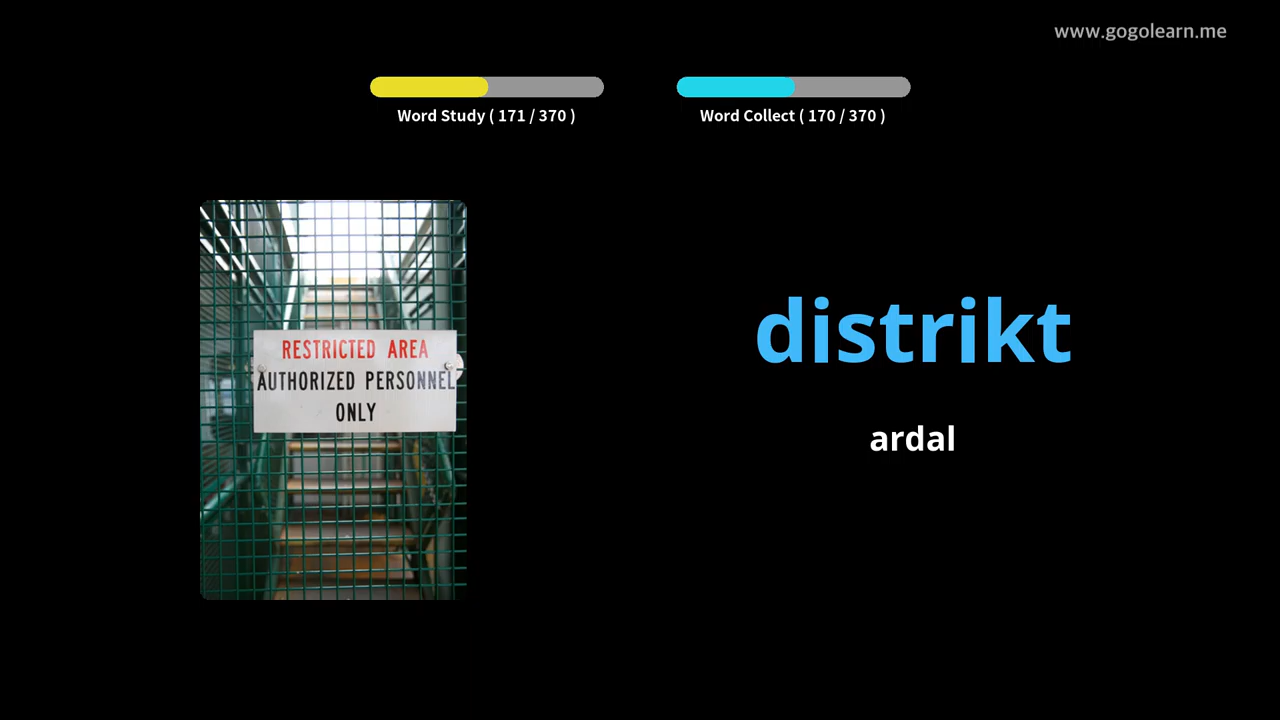 www.gogolearn.me
Word Study ( 171 / 370 )
Word Collect ( 170 / 370 )
RESTRICTED AREA
AUTHORIZED PERSONNEL
ONLY
distrikt
ardal